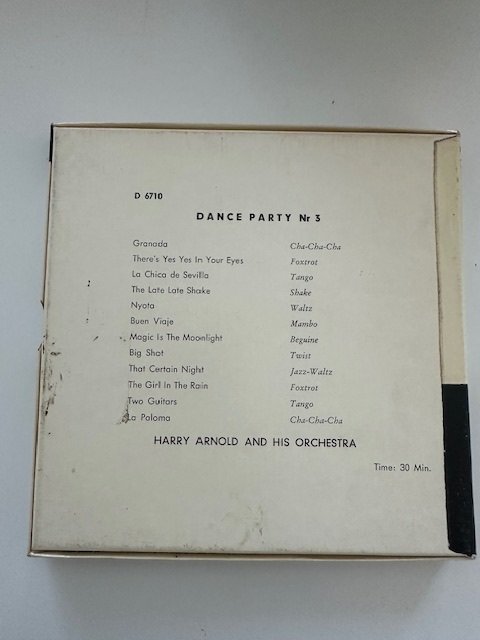 D 6710
DANCE PARTY Nr 3
Granada Cha-Cha-Cha
There's Yes Yes In Your Eyes Foxtrot
La Chica de Sevilla Tango
The Late Late Shake Shake
Nyota Waltz
Buen Viaje Mambo
Magic Is The Moonlight Beguine
Big Shot Twist
That Certain Night Jazz-Waltz
The Girl In The Rain Foxtrot
Two Guitars Tango
La Paloma Cha-Cha-Cha
HARRY ARNOLD AND HIS ORCHESTRA
Time: 30 Min.